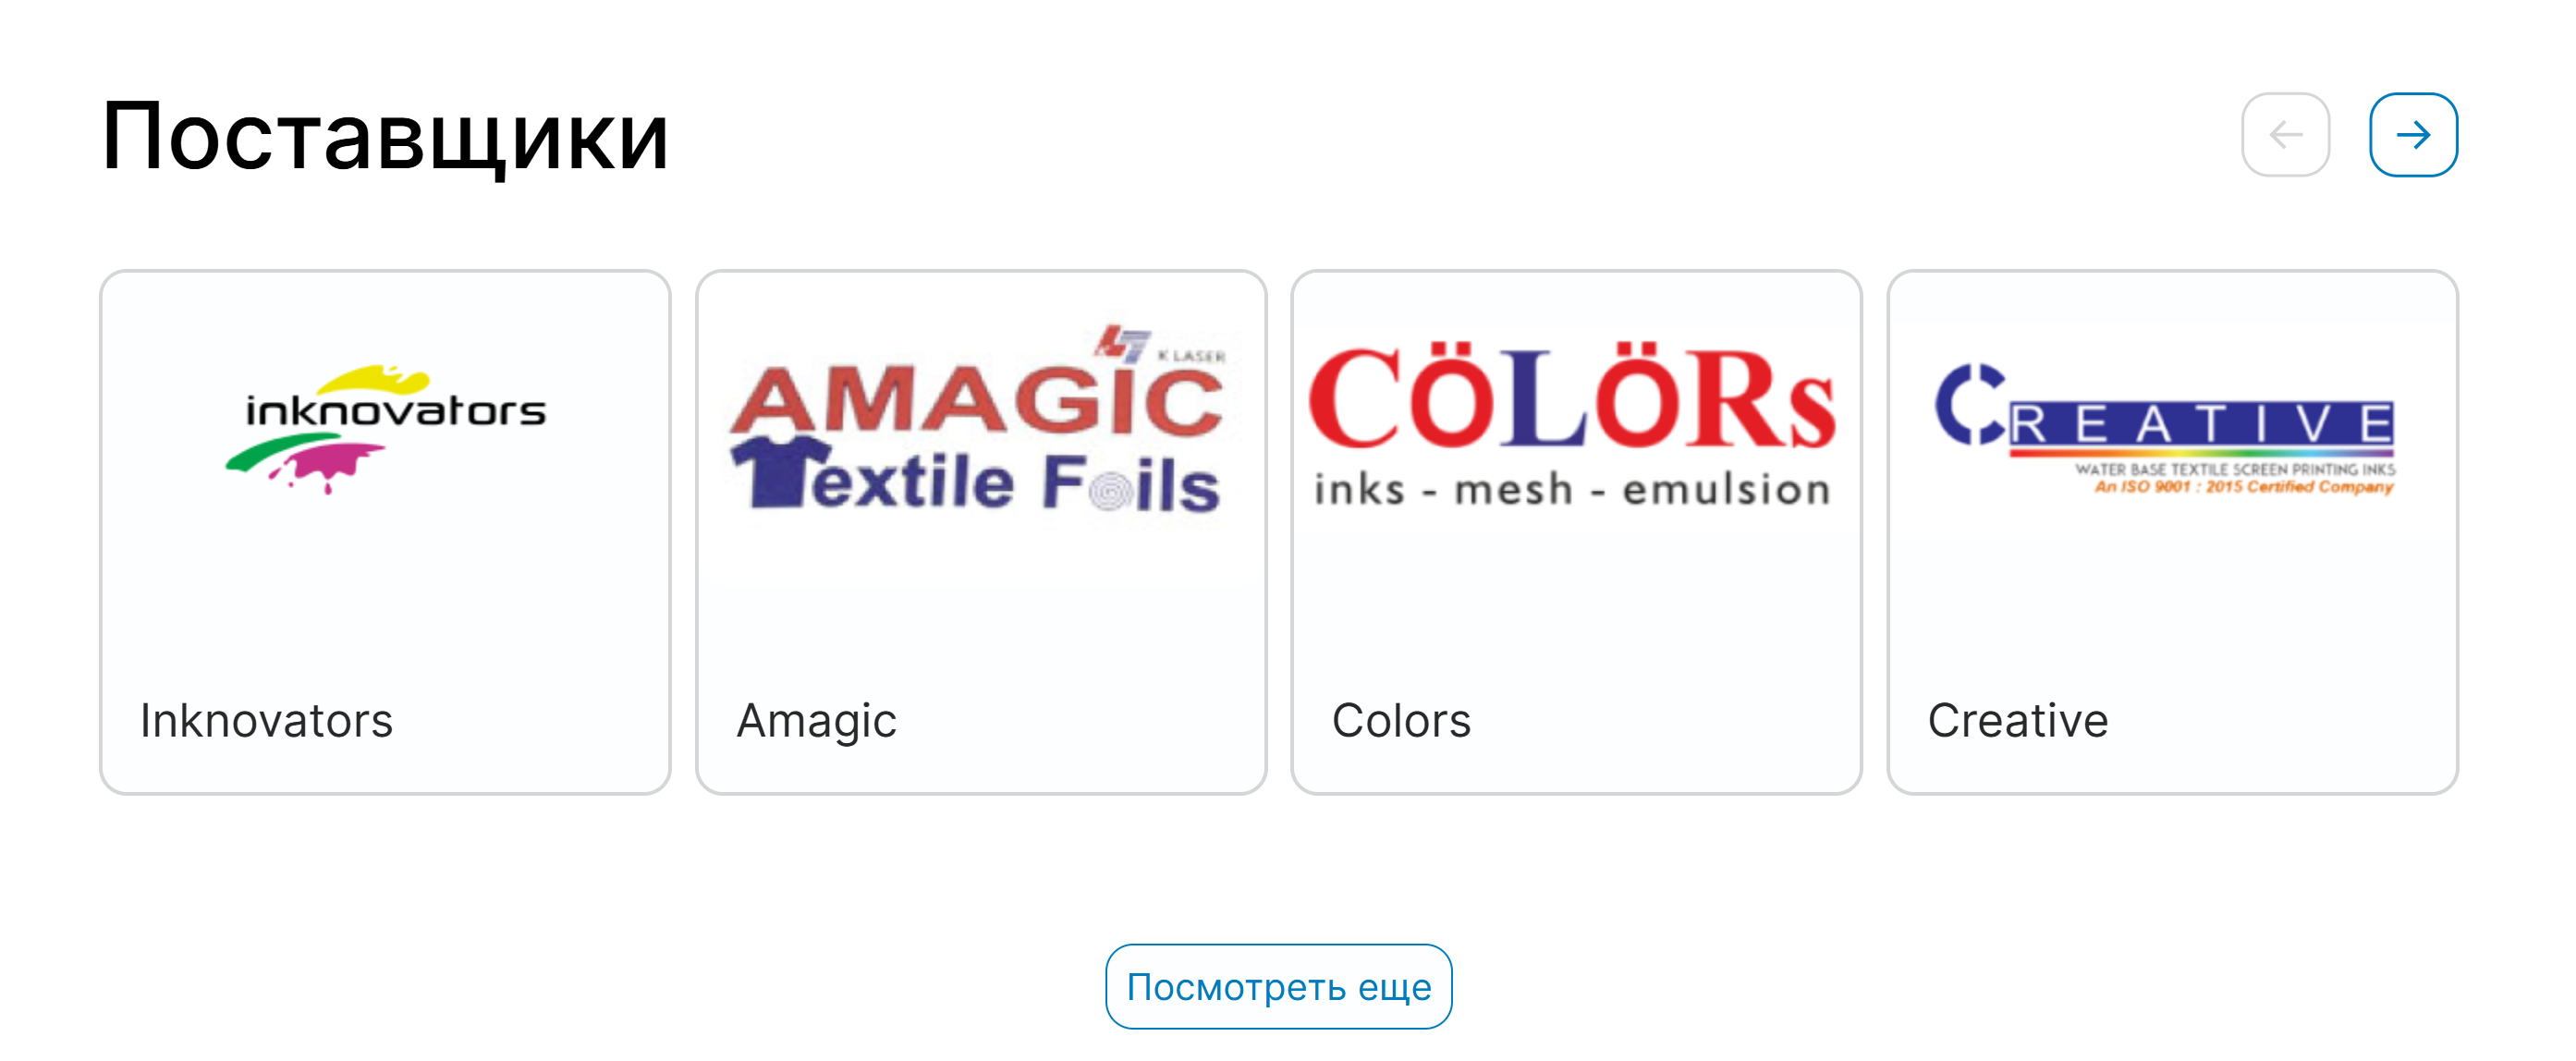 Поставщики
inknovators
Inknovators
K LASER
AMAGIC
Textile Foils
Amagic
CÖLÖRs
inks - mesh - emulsion
Colors
CREATIVE
WATER BASE TEXTILE SCREEN PRINTING INKS
An ISO 9001 : 2015 Certified Company
Creative
Посмотреть еще